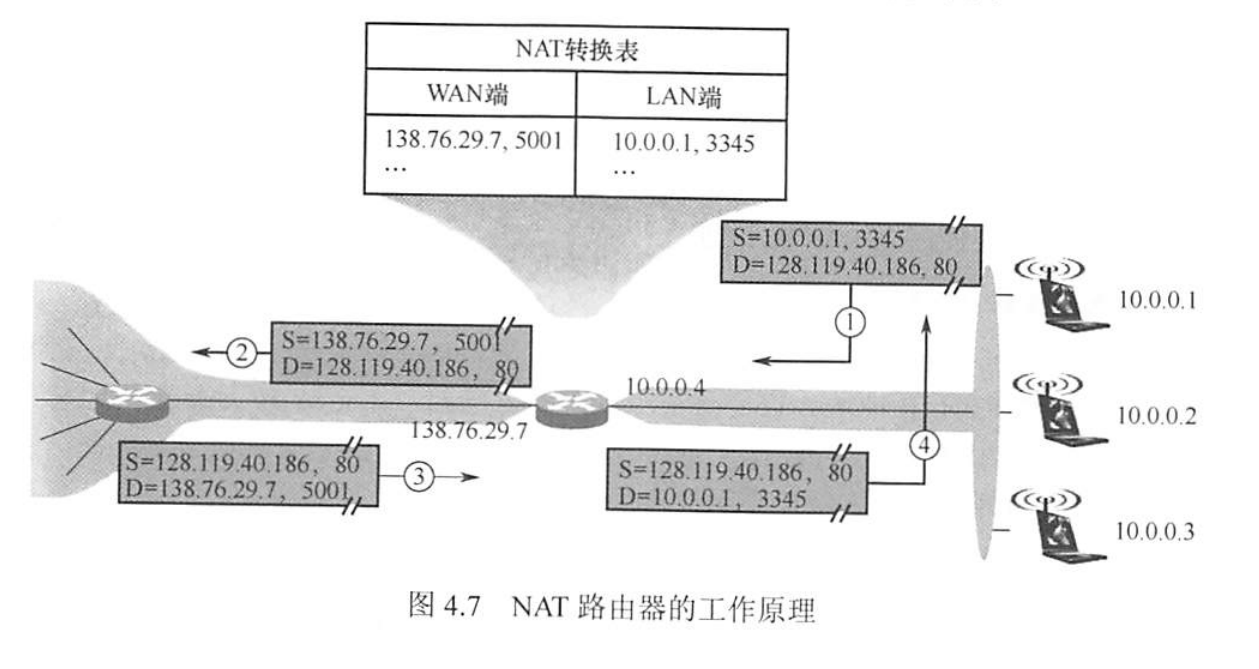 NAT转换表
WAN端 LAN端
138.76.29.7, 5001 10.0.0.1, 3345
… …
S=10.0.0.1, 3345
D=128.119.40.186, 80
10.0.0.1
①
②
S=138.76.29.7, 5001
D=128.119.40.186, 80
10.0.0.4
10.0.0.2
138.76.29.7
④
S=128.119.40.186, 80
D=138.76.29.7, 5001
③
S=128.119.40.186, 80
D=10.0.0.1, 3345
10.0.0.3
图 4.7 NAT 路由器的工作原理